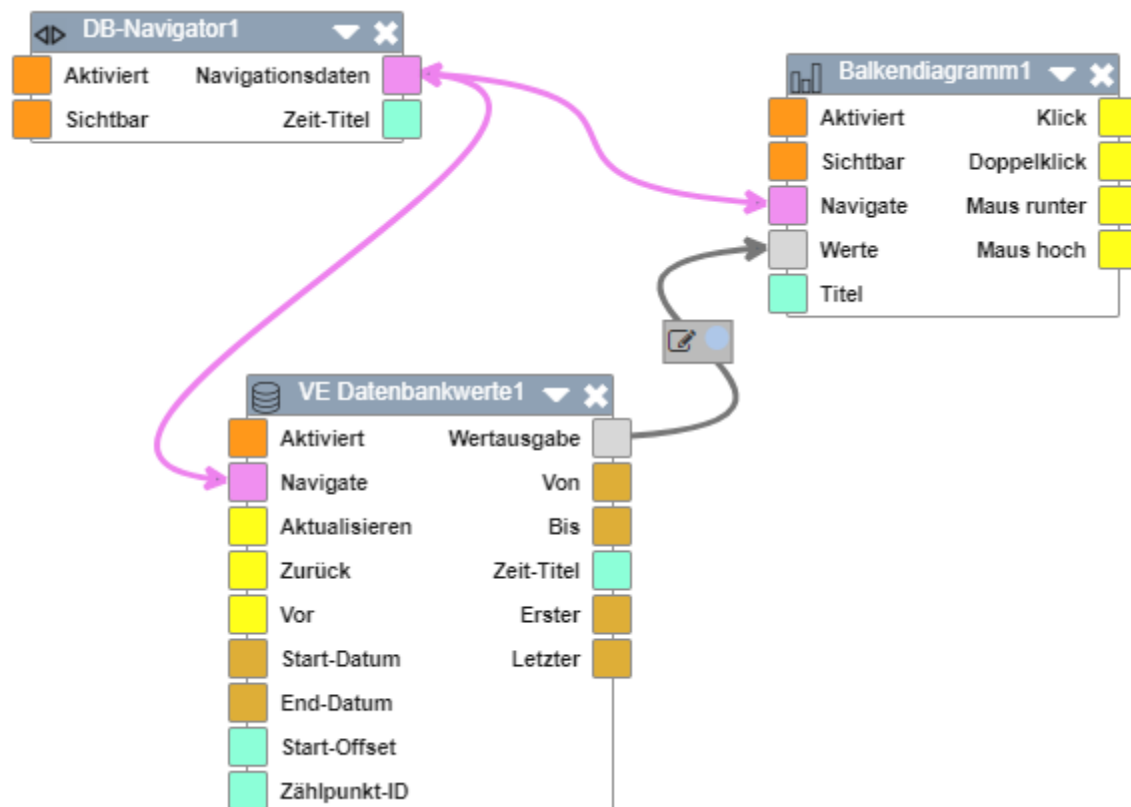 DB-Navigator1
Aktiviert Navigationsdaten
Sichtbar Zeit-Titel
Balkendiagramm1
Aktiviert Klick
Sichtbar Doppelklick
Navigate Maus runter
Werte Maus hoch
Titel
VE Datenbankwerte1
Aktiviert Wertausgabe
Navigate Von
Aktualisieren Bis
Zurück Zeit-Titel
Vor Erster
Start-Datum Letzter
End-Datum
Start-Offset
Zählpunkt-ID